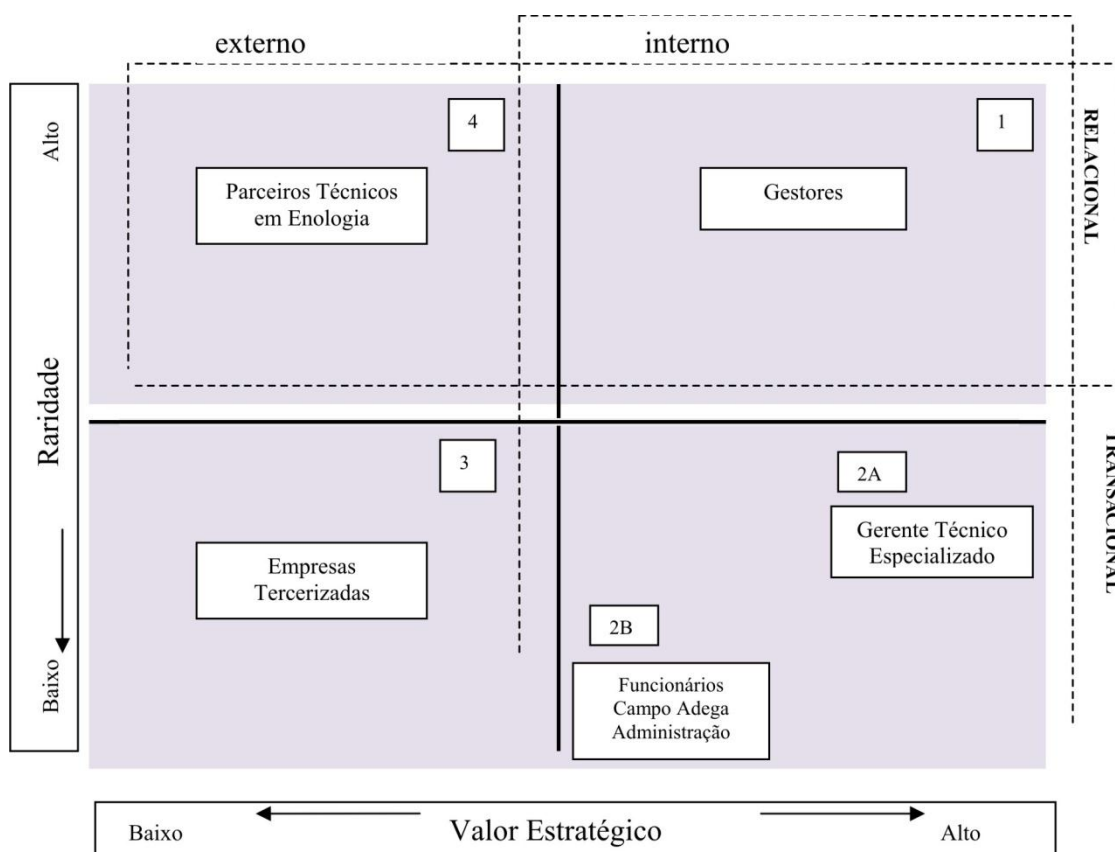 externo
interno
4
1
Alto
Parceiros Técnicos
em Enologia
Gestores
RELACIONAL
Raridade
3
2A
Gerente Técnico
Especializado
TRANSACIONAL
Empresas
Tercerizadas
2B
Baixo
Funcionários
Campo Adega
Administração
Baixo
Valor Estratégico
Alto